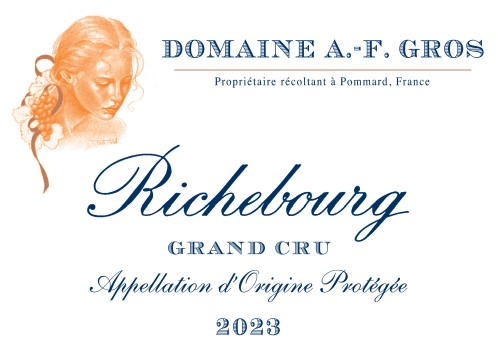 DOMAINE A.-F. GROS
Propriétaire récoltant à Pommard, France
Richebourg
GRAND CRU
Appellation d'Origine Protégée
2023